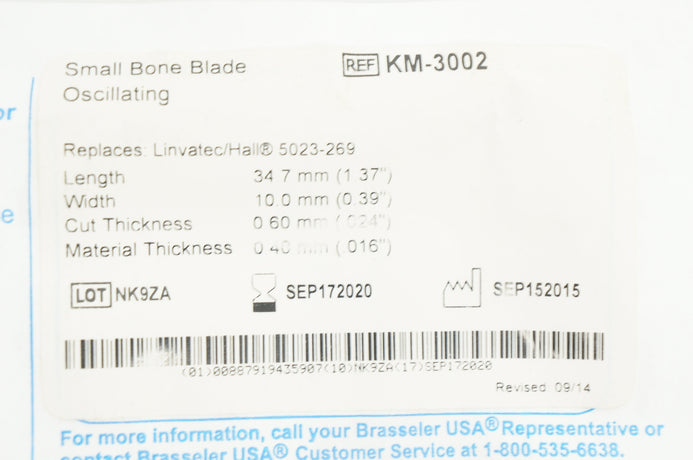 Small Bone Blade
Oscillating
REF KM-3002
or
Replaces: Linvatec/Hall® 5023-269
Length 34.7 mm (1.37")
Width 10.0 mm (0.39")
e
Cut Thickness 0.60 mm (.024")
Material Thickness 0.40 mm (.016")
LOT NK9ZA SEP172020 SEP152015
(01)00887919435907(10)NK9ZA(17)SEP172020
Revised 09/14
For more information, call your Brasseler USA® Representative or
contact Brasseler USA® Customer Service at 1-800-535-6638.